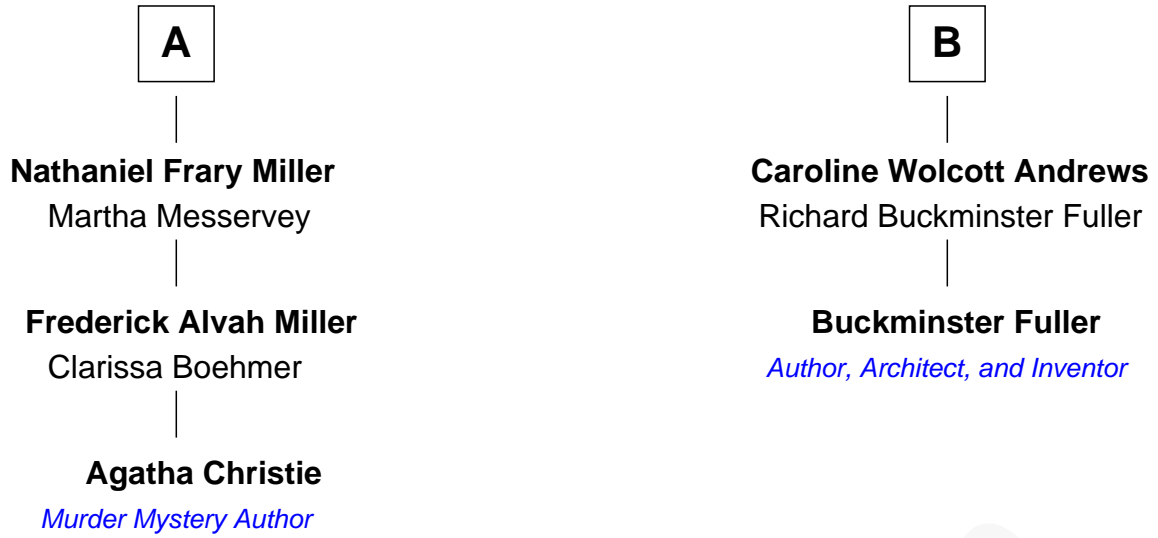 A
Nathaniel Frary Miller
Martha Messervey
Frederick Alvah Miller
Clarissa Boehmer
Agatha Christie
Murder Mystery Author
B
Caroline Wolcott Andrews
Richard Buckminster Fuller
Buckminster Fuller
Author, Architect, and Inventor